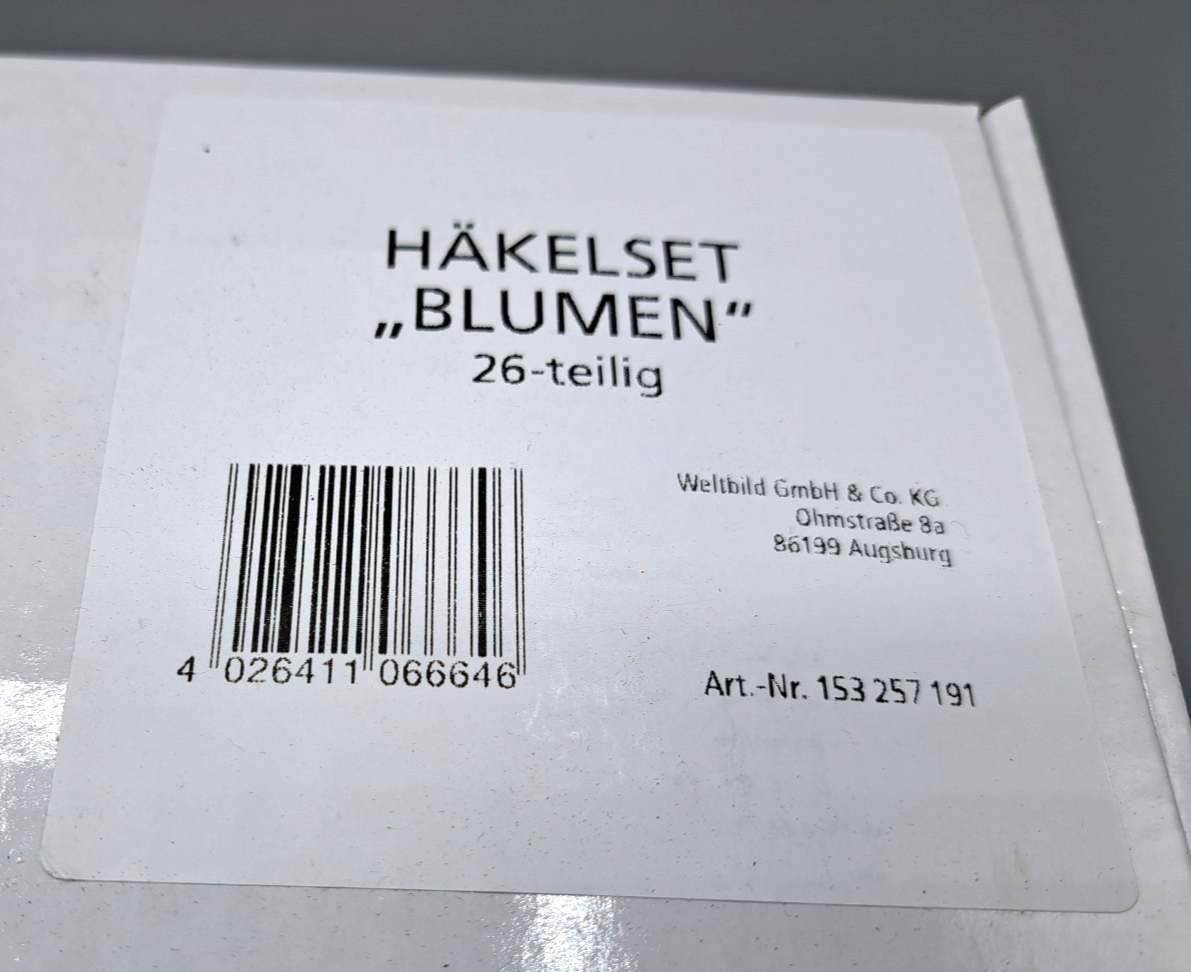 HÄKELSET
„BLUMEN“
26-teilig
Weltbild GmbH & Co. KG
Ohmstraße 8a
86199 Augsburg
4 026411 066646
Art.-Nr. 153 257 191